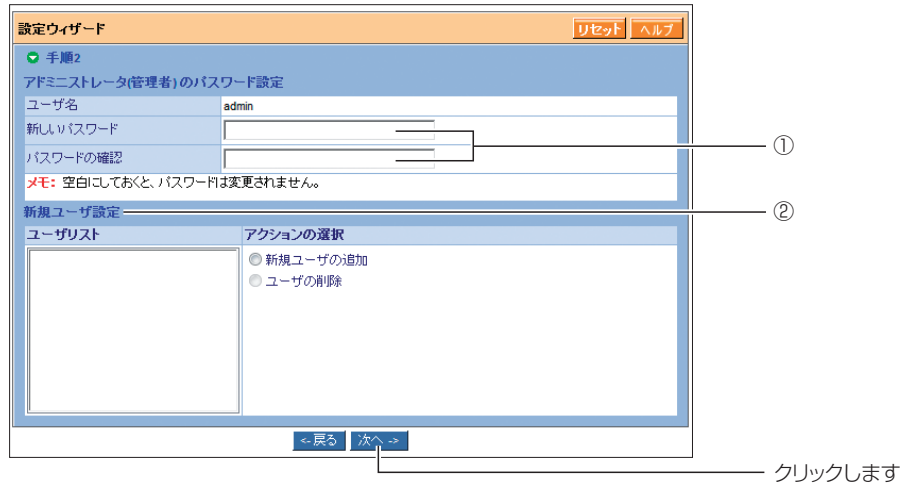 設定ウィザード リセット ヘルプ
手順2
アドミニストレータ(管理者)のパスワード設定
ユーザ名 admin
新しいパスワード
パスワードの確認
①
メモ: 空白にしておくと、パスワードは変更されません。
新規ユーザ設定
②
ユーザリスト アクションの選択
新規ユーザの追加
ユーザの削除
<-戻る 次へ->
クリックします